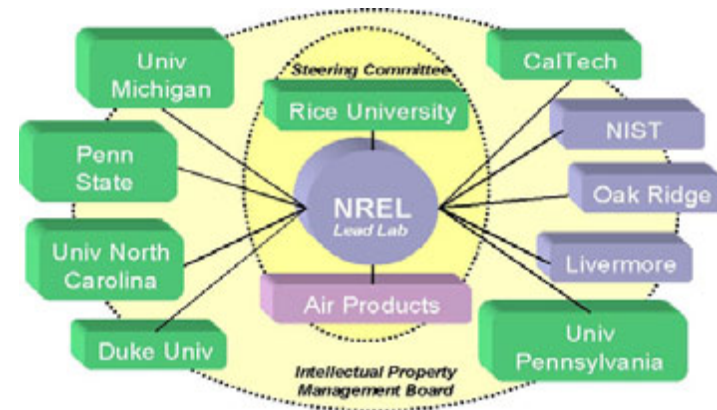 Univ
Michigan
Steering Committee
CalTech
Rice University
NIST
Penn
State
NREL
Lead Lab
Oak Ridge
Univ North
Carolina
Livermore
Air Products
Duke Univ
Univ
Pennsylvania
Intellectual Property
Management Board